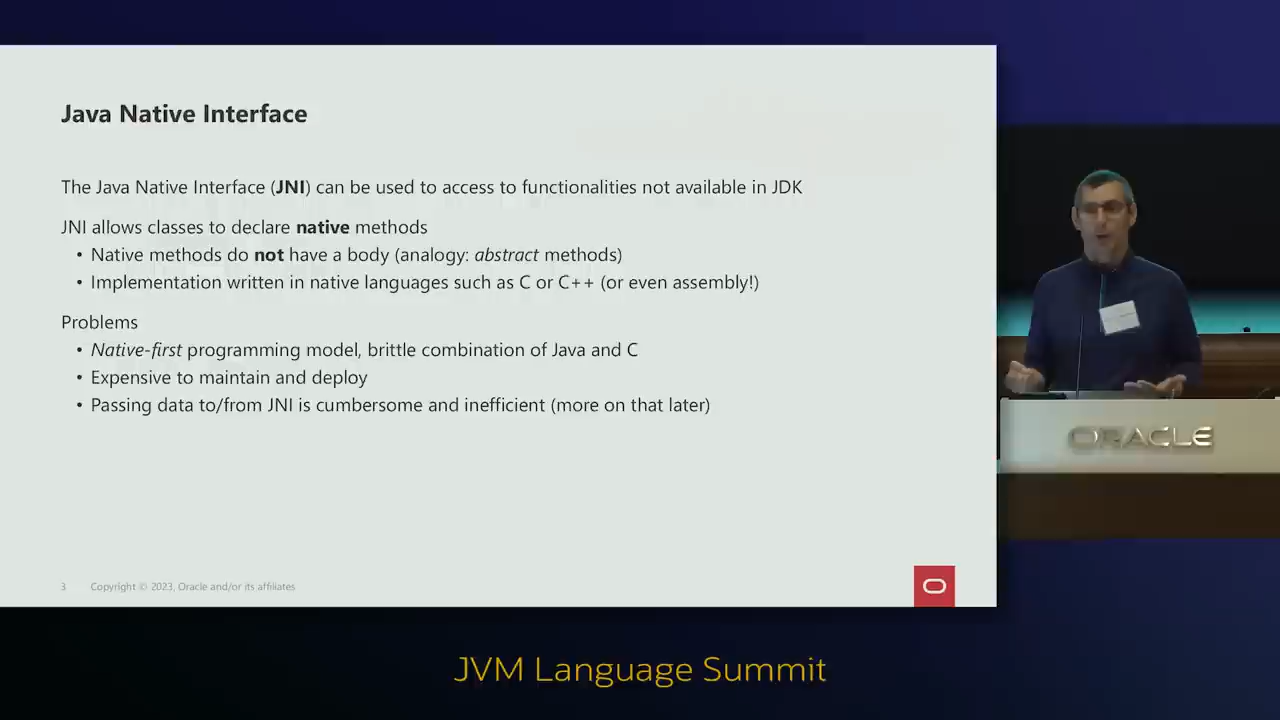 Java Native Interface
The Java Native Interface (JNI) can be used to access to functionalities not available in JDK
JNI allows classes to declare native methods
• Native methods do not have a body (analogy: abstract methods)
• Implementation written in native languages such as C or C++ (or even assembly!)
Problems
• Native-first programming model, brittle combination of Java and C
• Expensive to maintain and deploy
• Passing data to/from JNI is cumbersome and inefficient (more on that later)
3 Copyright © 2023, Oracle and/or its affiliates
ORACLE
JVM Language Summit